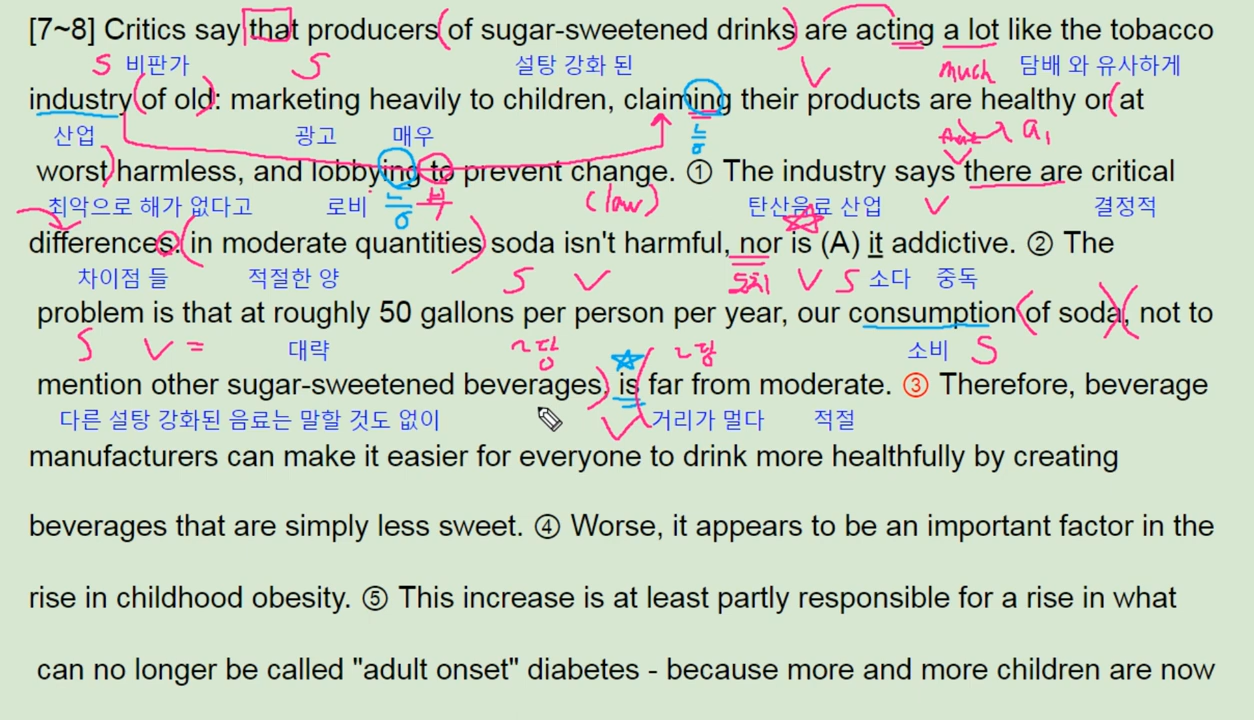 [7~8] Critics say that producers (of sugar-sweetened drinks) are acting a lot like the tobacco
S 비판가 S 설탕 강화 된 V much 담배 와 유사하게
industry (of old): marketing heavily to children, claiming their products are healthy or (at
산업 광고 매우
worst) harmless, and lobbying to prevent change. ① The industry says there are critical
최악으로 해가 없다고 로비 (law) 탄산음료 산업 V 결정적
differences. (in moderate quantities) soda isn't harmful, nor is (A) it addictive. ② The
차이점 들 적절한 양 S V 도치 V S 소다 중독
problem is that at roughly 50 gallons per person per year, our consumption (of soda), (not to
S V = 대략 ~당 ~당 소비 S
mention other sugar-sweetened beverages), is (far from moderate. ③ Therefore, beverage
다른 설탕 강화된 음료는 말할 것도 없이 V 거리가 멀다 적절
manufacturers can make it easier for everyone to drink more healthfully by creating
beverages that are simply less sweet. ④ Worse, it appears to be an important factor in the
rise in childhood obesity. ⑤ This increase is at least partly responsible for a rise in what
can no longer be called "adult onset" diabetes - because more and more children are now